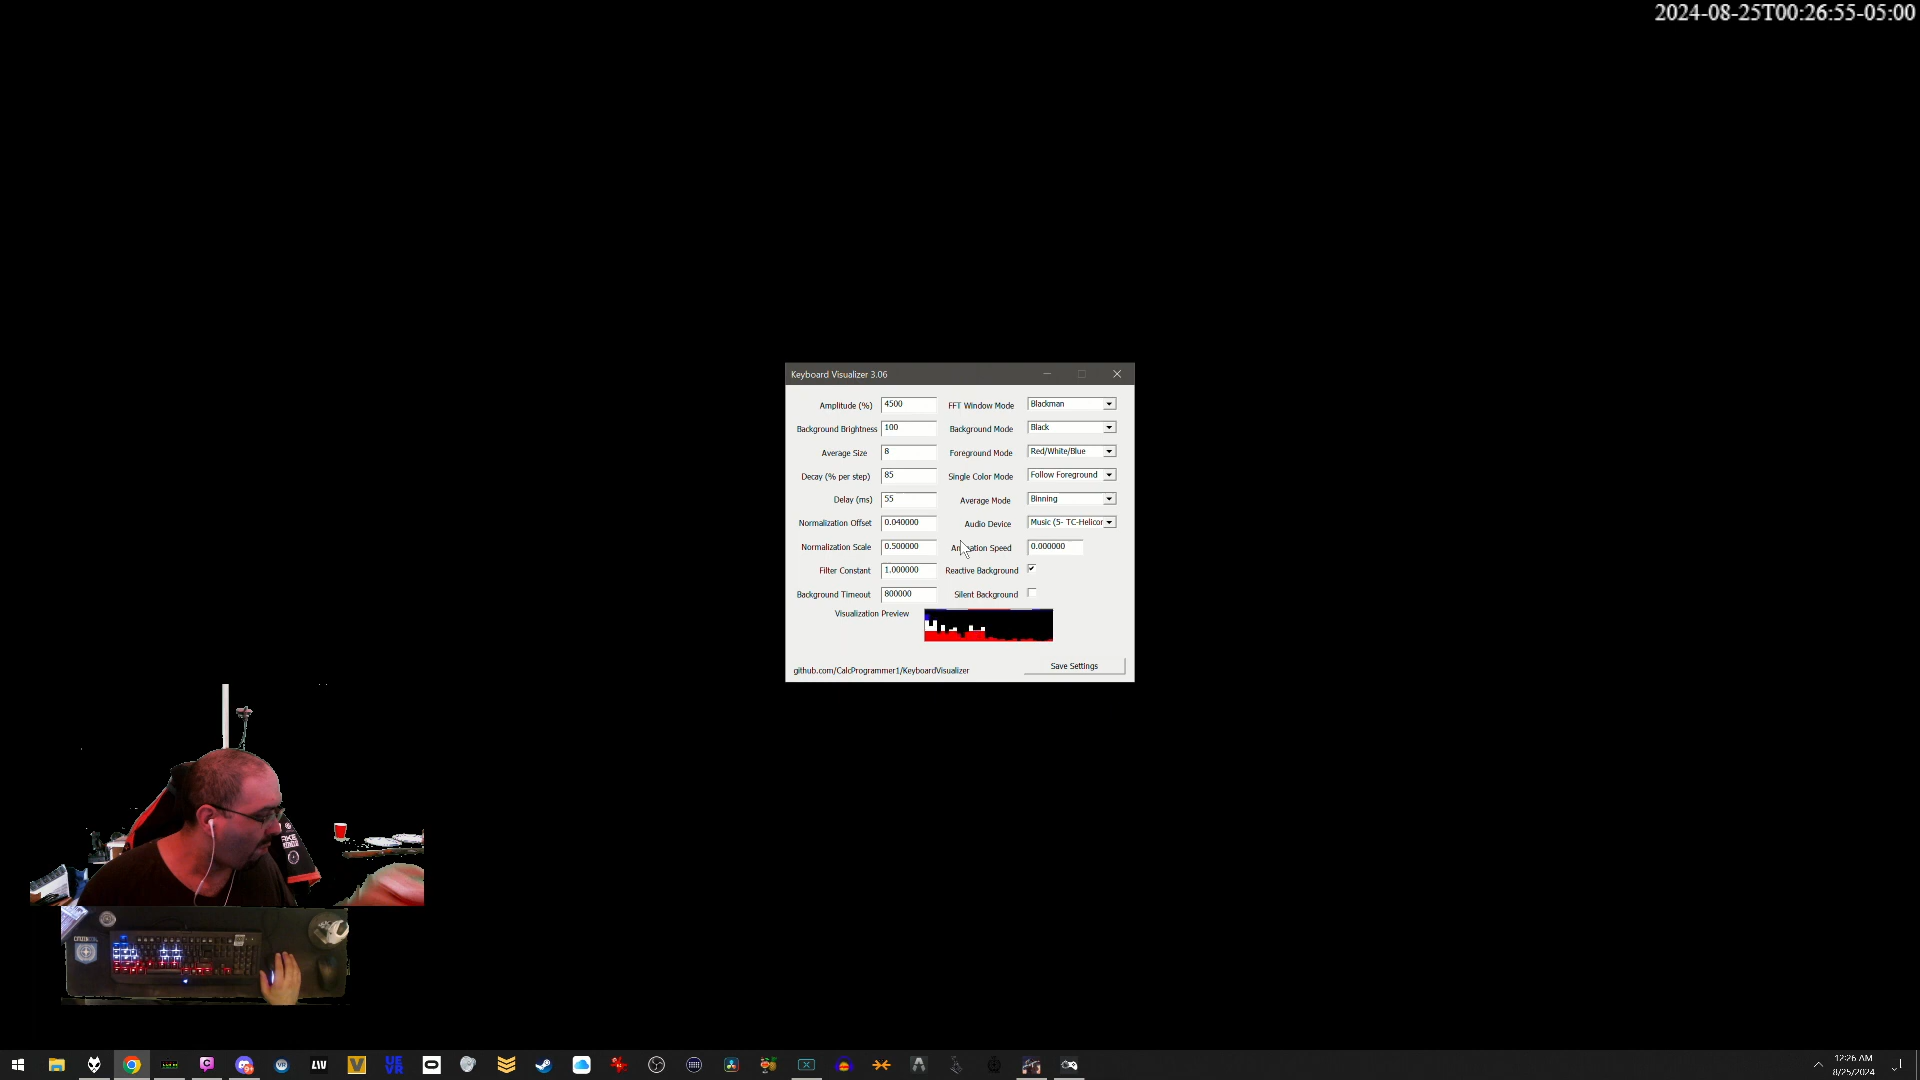 2024-08-25T00:26:55-05:00
Keyboard Visualizer 3.06
Amplitude (%) 4500 FFT Window Mode Blackman
Background Brightness 100 Background Mode Black
Average Size 8 Foreground Mode Red/White/Blue
Decay (% per step) 85 Single Color Mode Follow Foreground
Delay (ms) 55 Average Mode Binning
Normalization Offset 0.040000 Audio Device Music (5- TC-Helicor
Normalization Scale 0.500000 Speed 0.000000
Filter Constant 1.000000 Reactive Background
Background Timeout 800000 Silent Background
Visualization Preview
github.com/CalcProgrammer1/KeyboardVisualizer Save Settings
LIV
UE
VR
12:26 AM
8/25/2024